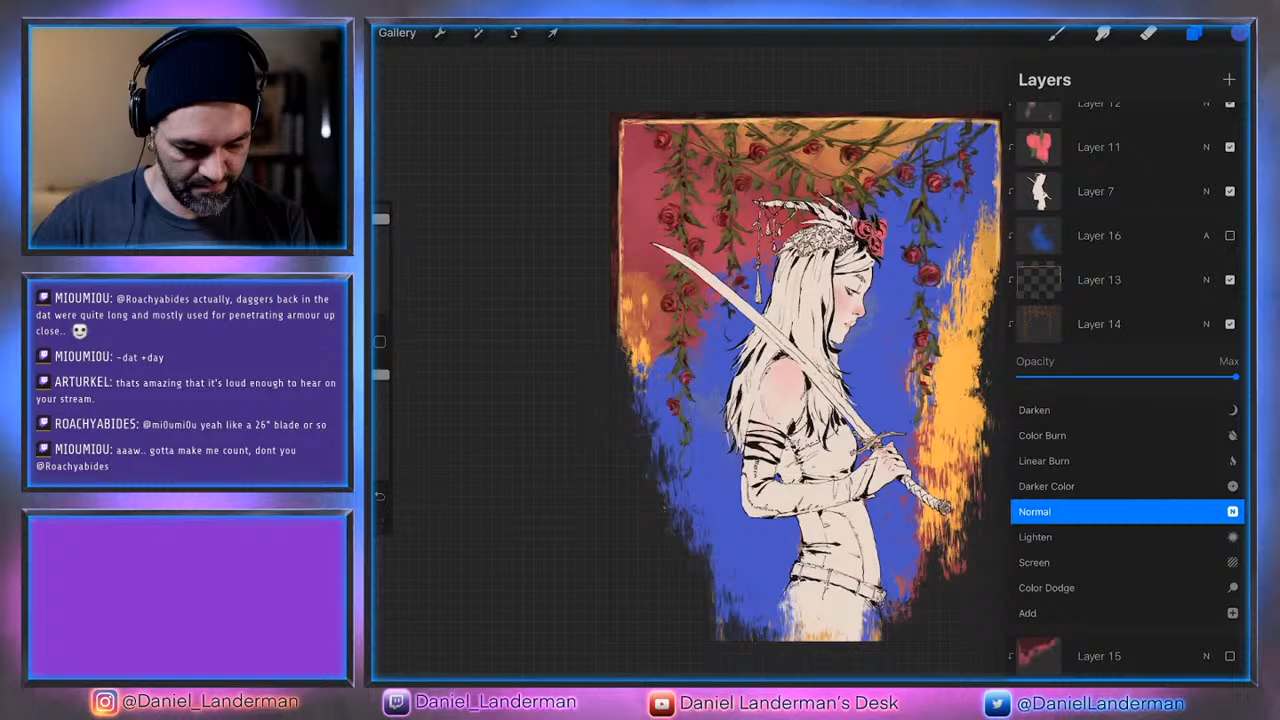 Gallery
Layers
Layer 12 N
Layer 11 N
Layer 7 N
Layer 16 A
Layer 13 N
Layer 14 N
Opacity Max
Darken
Color Burn
Linear Burn
Darker Color
Normal N
Lighten
Screen
Color Dodge
Add
Layer 15 N
MIOUMIOU: @Roachyabides actually, daggers back in the
dat were quite long and mostly used for penetrating armour up
close..
MIOUMIOU: -dat +day
ARTURKEL: thats amazing that it's loud enough to hear on
your stream.
ROACHYABIDES: @mi0umi0u yeah like a 26" blade or so
MIOUMIOU: aaaw.. gotta make me count, dont you
@Roachyabides
@Daniel_Landerman
Daniel_Landerman
Daniel Landerman's Desk
@DanielLanderman